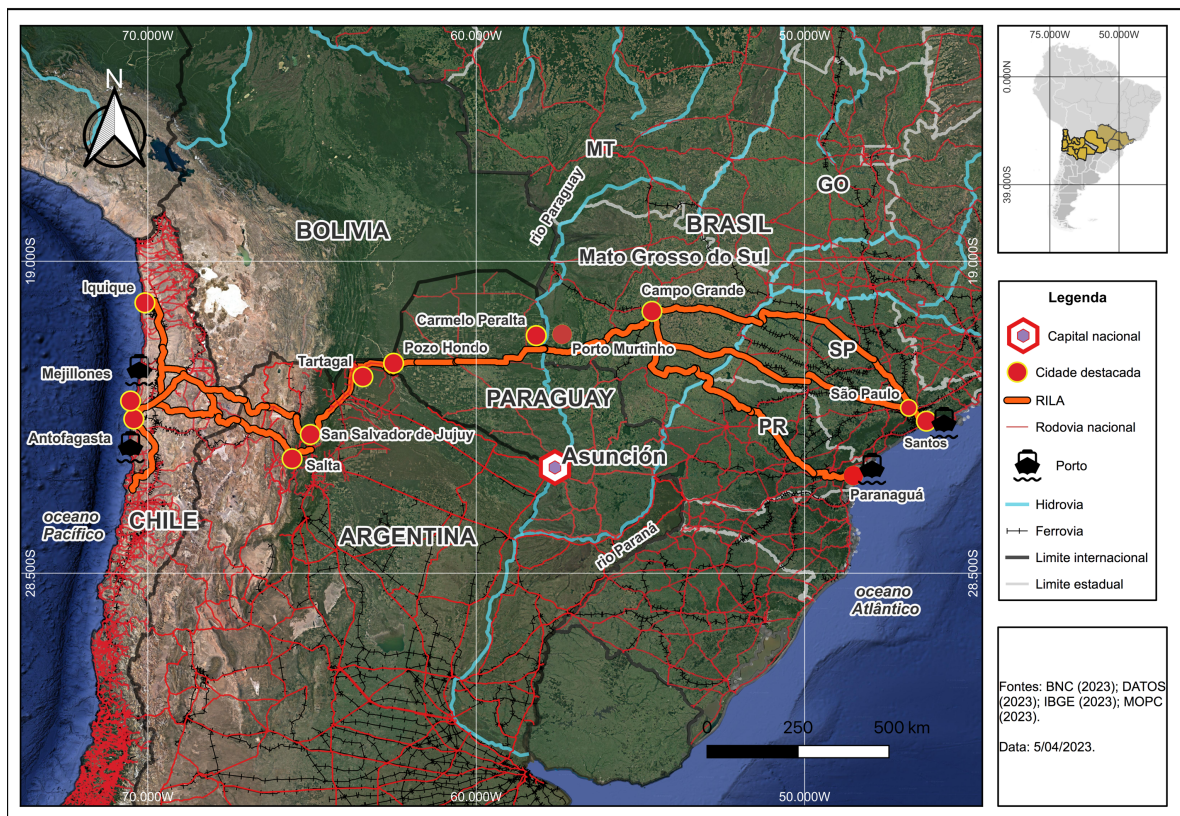 70.000W
60.000W
50.000W
N
MT
GO
rio Paraguay
BOLIVIA
BRASIL
Mato Grosso do Sul
19.000S
19.000S
Iquique
Campo Grande
Carmelo Peralta
Pozo Hondo
Porto Murtinho
Tartagal
SP
Mejillones
PARAGUAY
São Paulo
Antofagasta
San Salvador de Jujuy
PR
Santos
Salta
Asunción
Paranaguá
oceano
Pacífico
CHILE
ARGENTINA
rio Paraná
28.500S
28.500S
oceano
Atlântico
0 250 500 km
70.000W
60.000W
50.000W
75.000W 50.000W
0.000N
39.000S
75.000W 50.000W
Legenda
Capital nacional
Cidade destacada
RILA
Rodovia nacional
Porto
Hidrovia
Ferrovia
Limite internacional
Limite estadual
Fontes: BNC (2023); DATOS
(2023); IBGE (2023); MOPC
(2023).
Data: 5/04/2023.